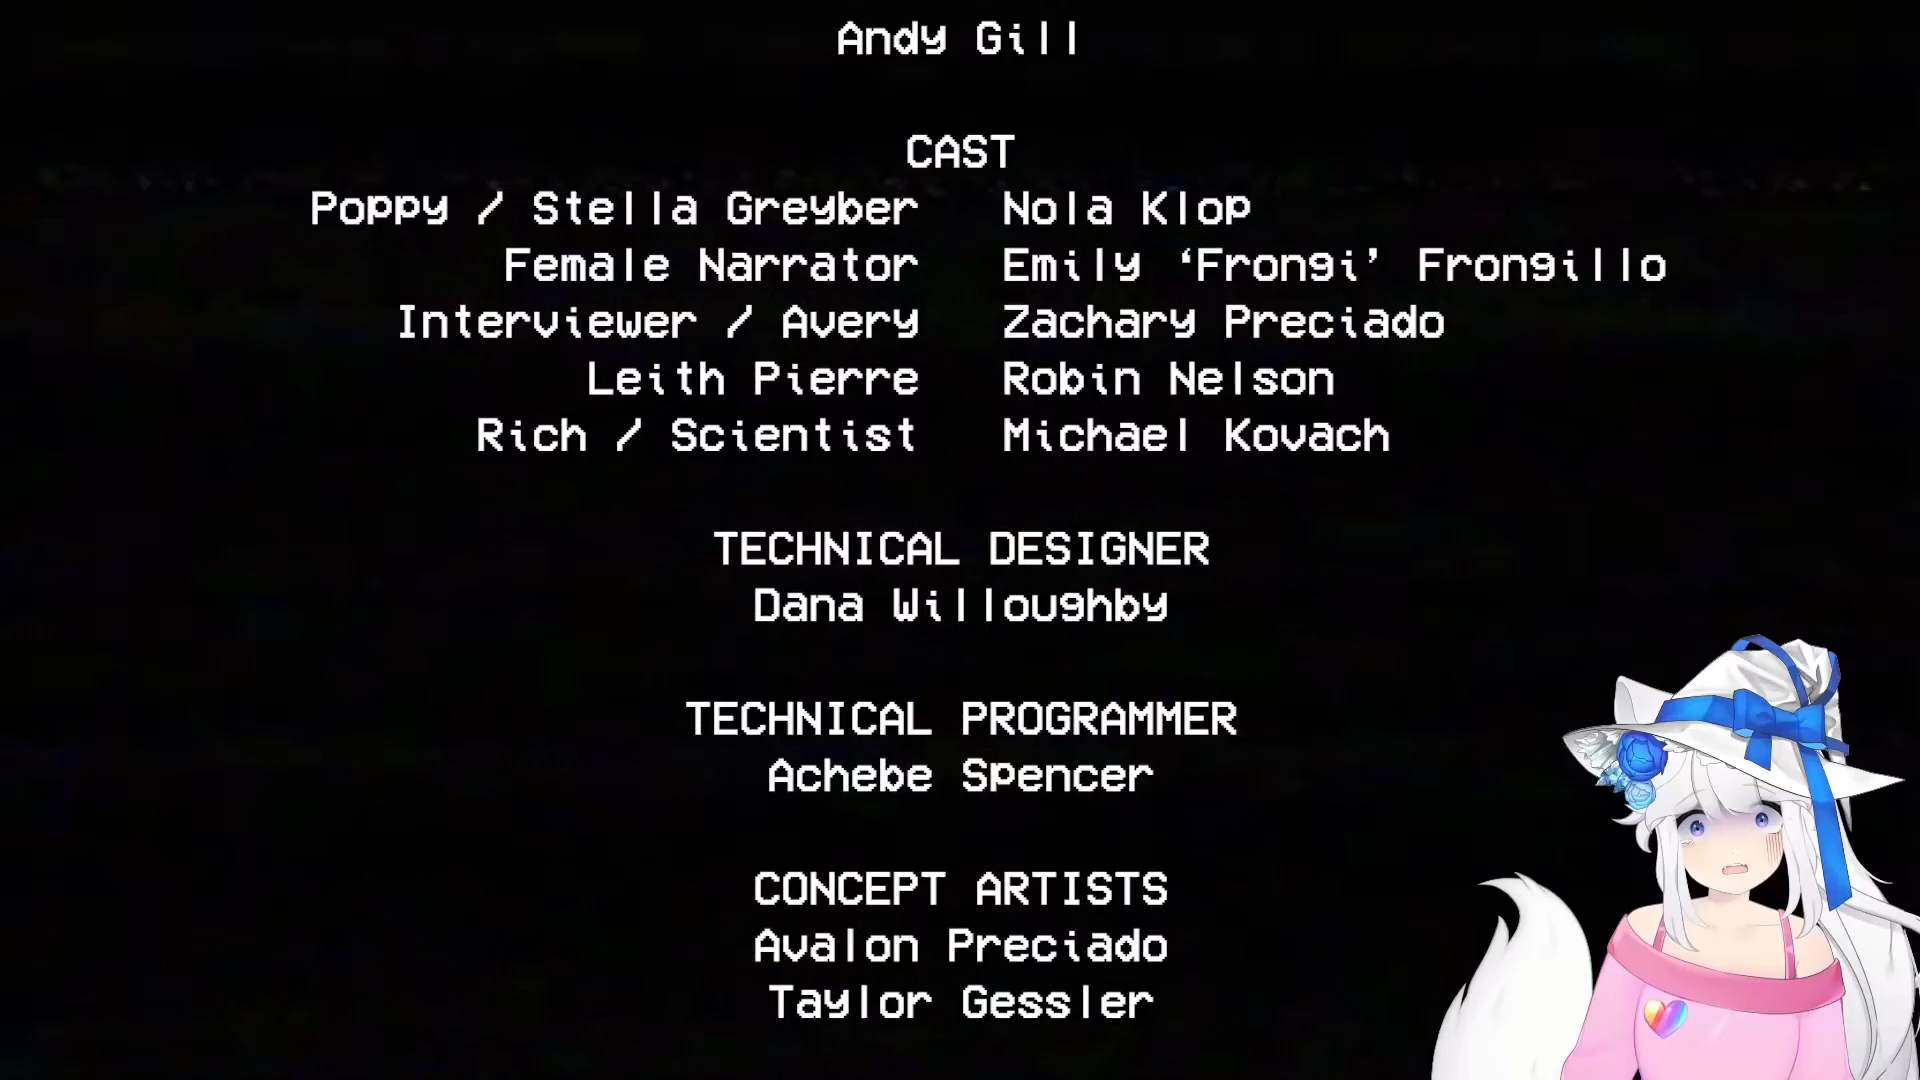 Andy Gill
CAST
Poppy / Stella Greyber Nola Klop
Female Narrator Emily ‘Frongi’ Frongillo
Interviewer / Avery Zachary Preciado
Leith Pierre Robin Nelson
Rich / Scientist Michael Kovach
TECHNICAL DESIGNER
Dana Willoughby
TECHNICAL PROGRAMMER
Achebe Spencer
CONCEPT ARTISTS
Avalon Preciado
Taylor Gessler